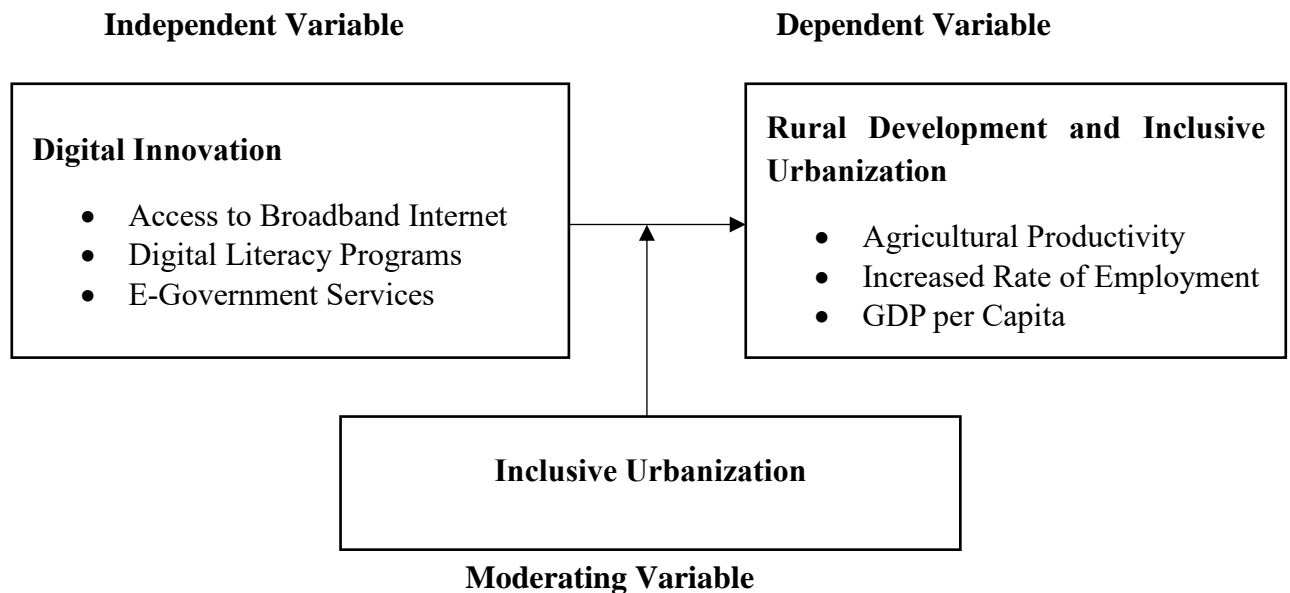 Independent Variable
Dependent Variable
Digital Innovation
• Access to Broadband Internet
• Digital Literacy Programs
• E-Government Services
Rural Development and Inclusive
Urbanization
• Agricultural Productivity
• Increased Rate of Employment
• GDP per Capita
Inclusive Urbanization
Moderating Variable